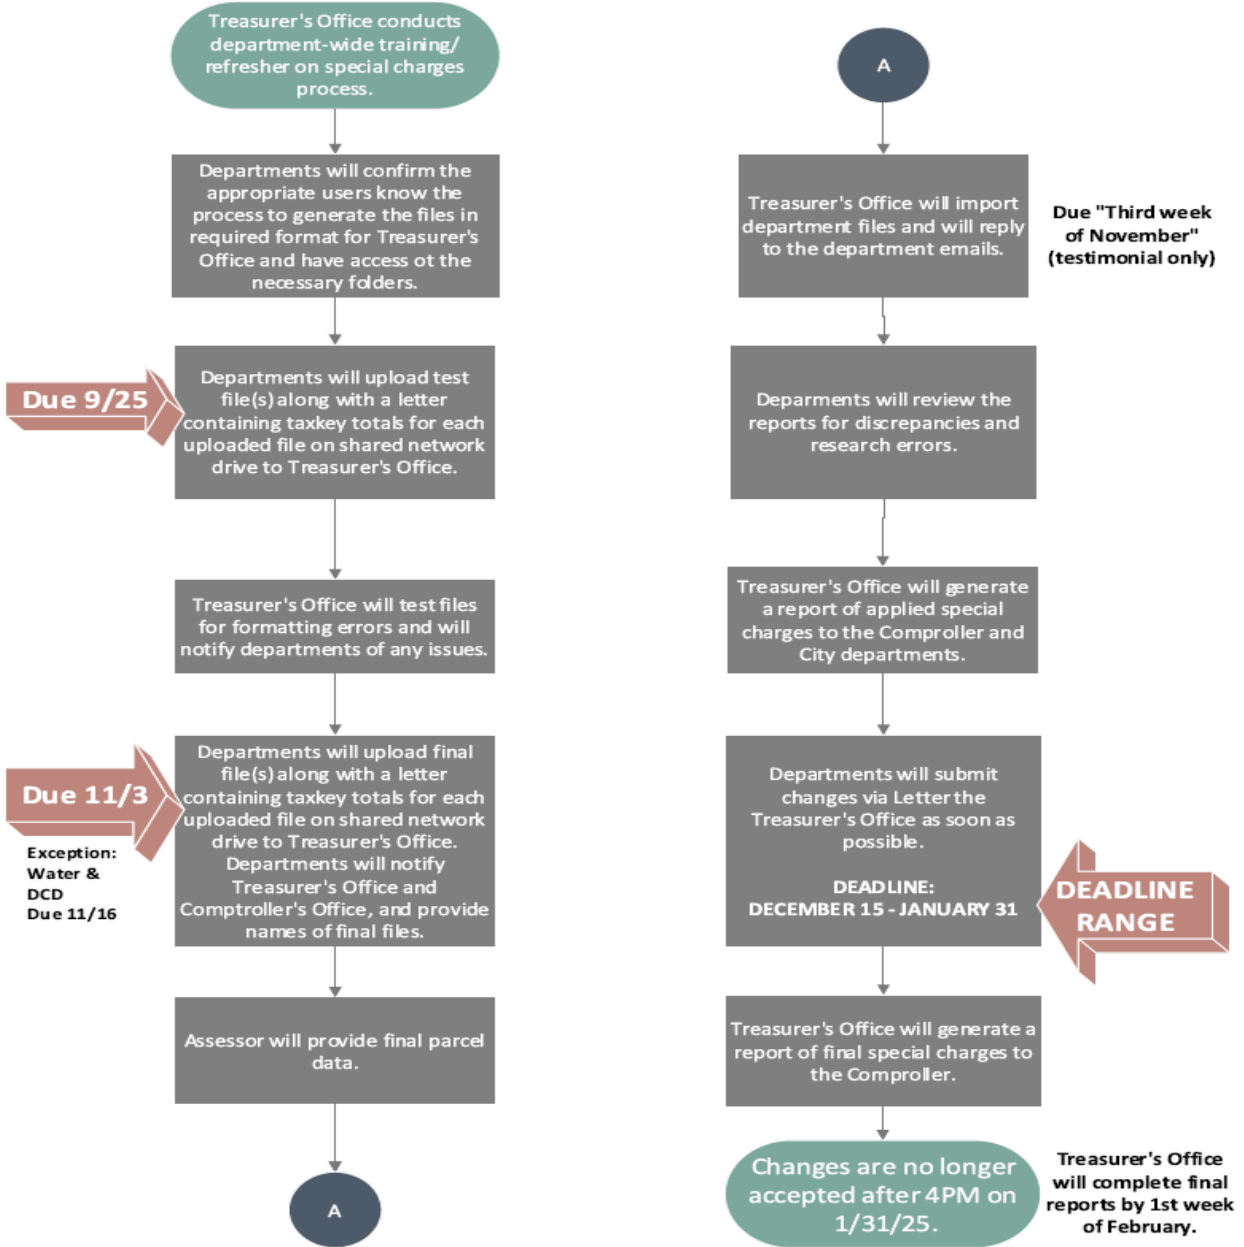 Treasurer's Office conducts
department-wide training/
refresher on special charges
process.
Departments will confirm the
appropriate users know the
process to generate the files in
required format for Treasurer's
Office and have access ot the
necessary folders.
Due 9/25
Departments will upload test
file(s) along with a letter
containing taxkey totals for each
uploaded file on shared network
drive to Treasurer's Office.
Treasurer's Office will test files
for formatting errors and will
notify departments of any issues.
Due 11/3
Exception:
Water &
DCD
Due 11/16
Departments will upload final
file(s) along with a letter
containing taxkey totals for each
uploaded file on shared network
drive to Treasurer's Office.
Departments will notify
Treasurer's Office and
Comptroller's Office, and provide
names of final files.
Assessor will provide final parcel
data.
A
A
Treasurer's Office will import
department files and will reply
to the department emails.
Due "Third week
of November"
(testimonial only)
Deparments will review the
reports for discrepancies and
research errors.
Treasurer's Office will generate
a report of applied special
charges to the Comproller and
City departments.
Departments will submit
changes via Letter the
Treasurer's Office as soon as
possible.
DEADLINE:
DECEMBER 15 - JANUARY 31
DEADLINE
RANGE
Treasurer's Office will generate a
report of final special charges to
the Comproller.
Changes are no longer
accepted after 4PM on
1/31/25.
Treasurer's Office
will complete final
reports by 1st week
of February.